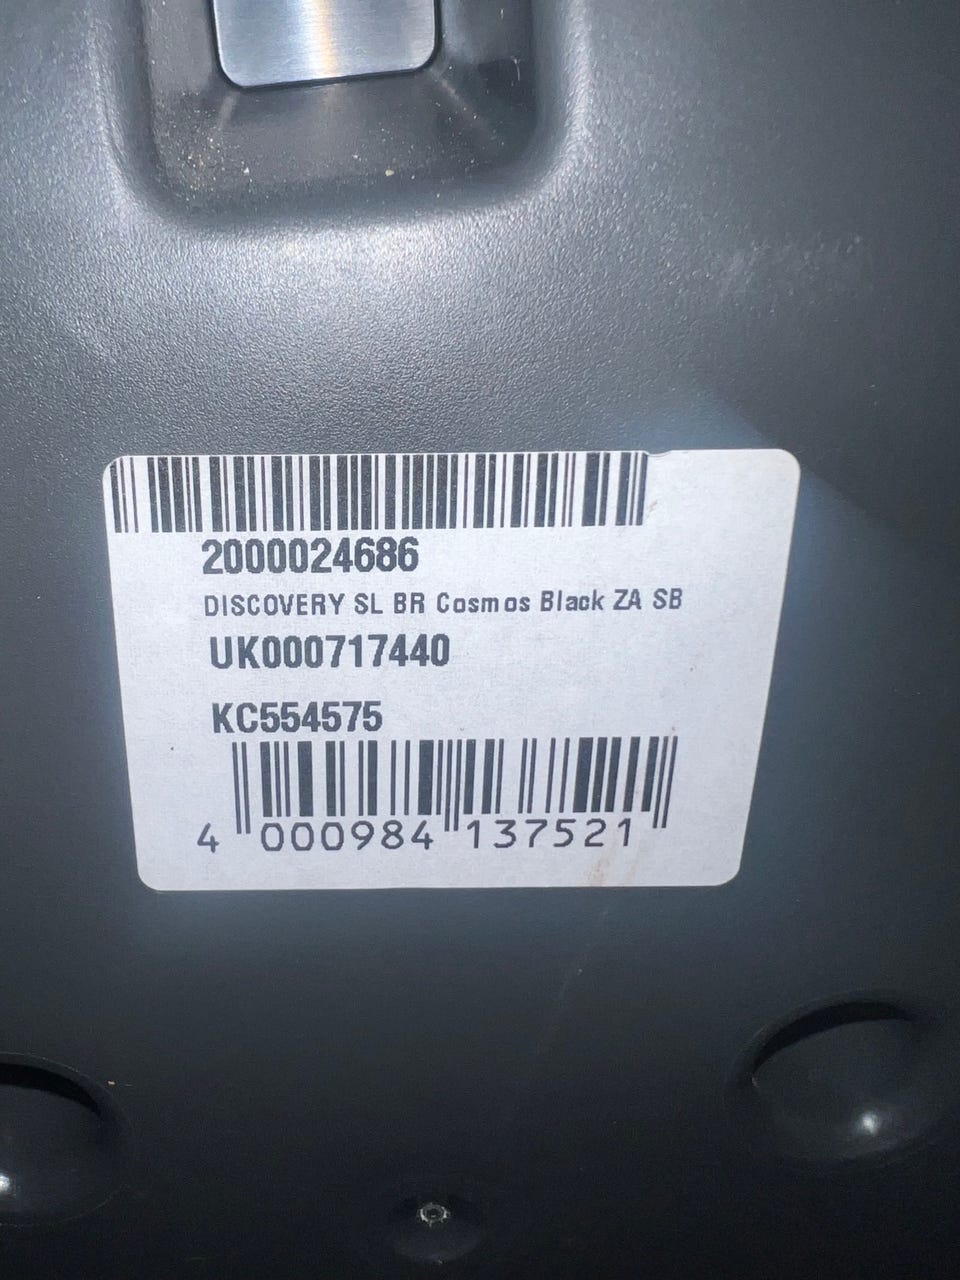 2000024686
DISCOVERY SL BR Cosmos Black ZA SB
UK000717440
KC554575
4 000984 137521